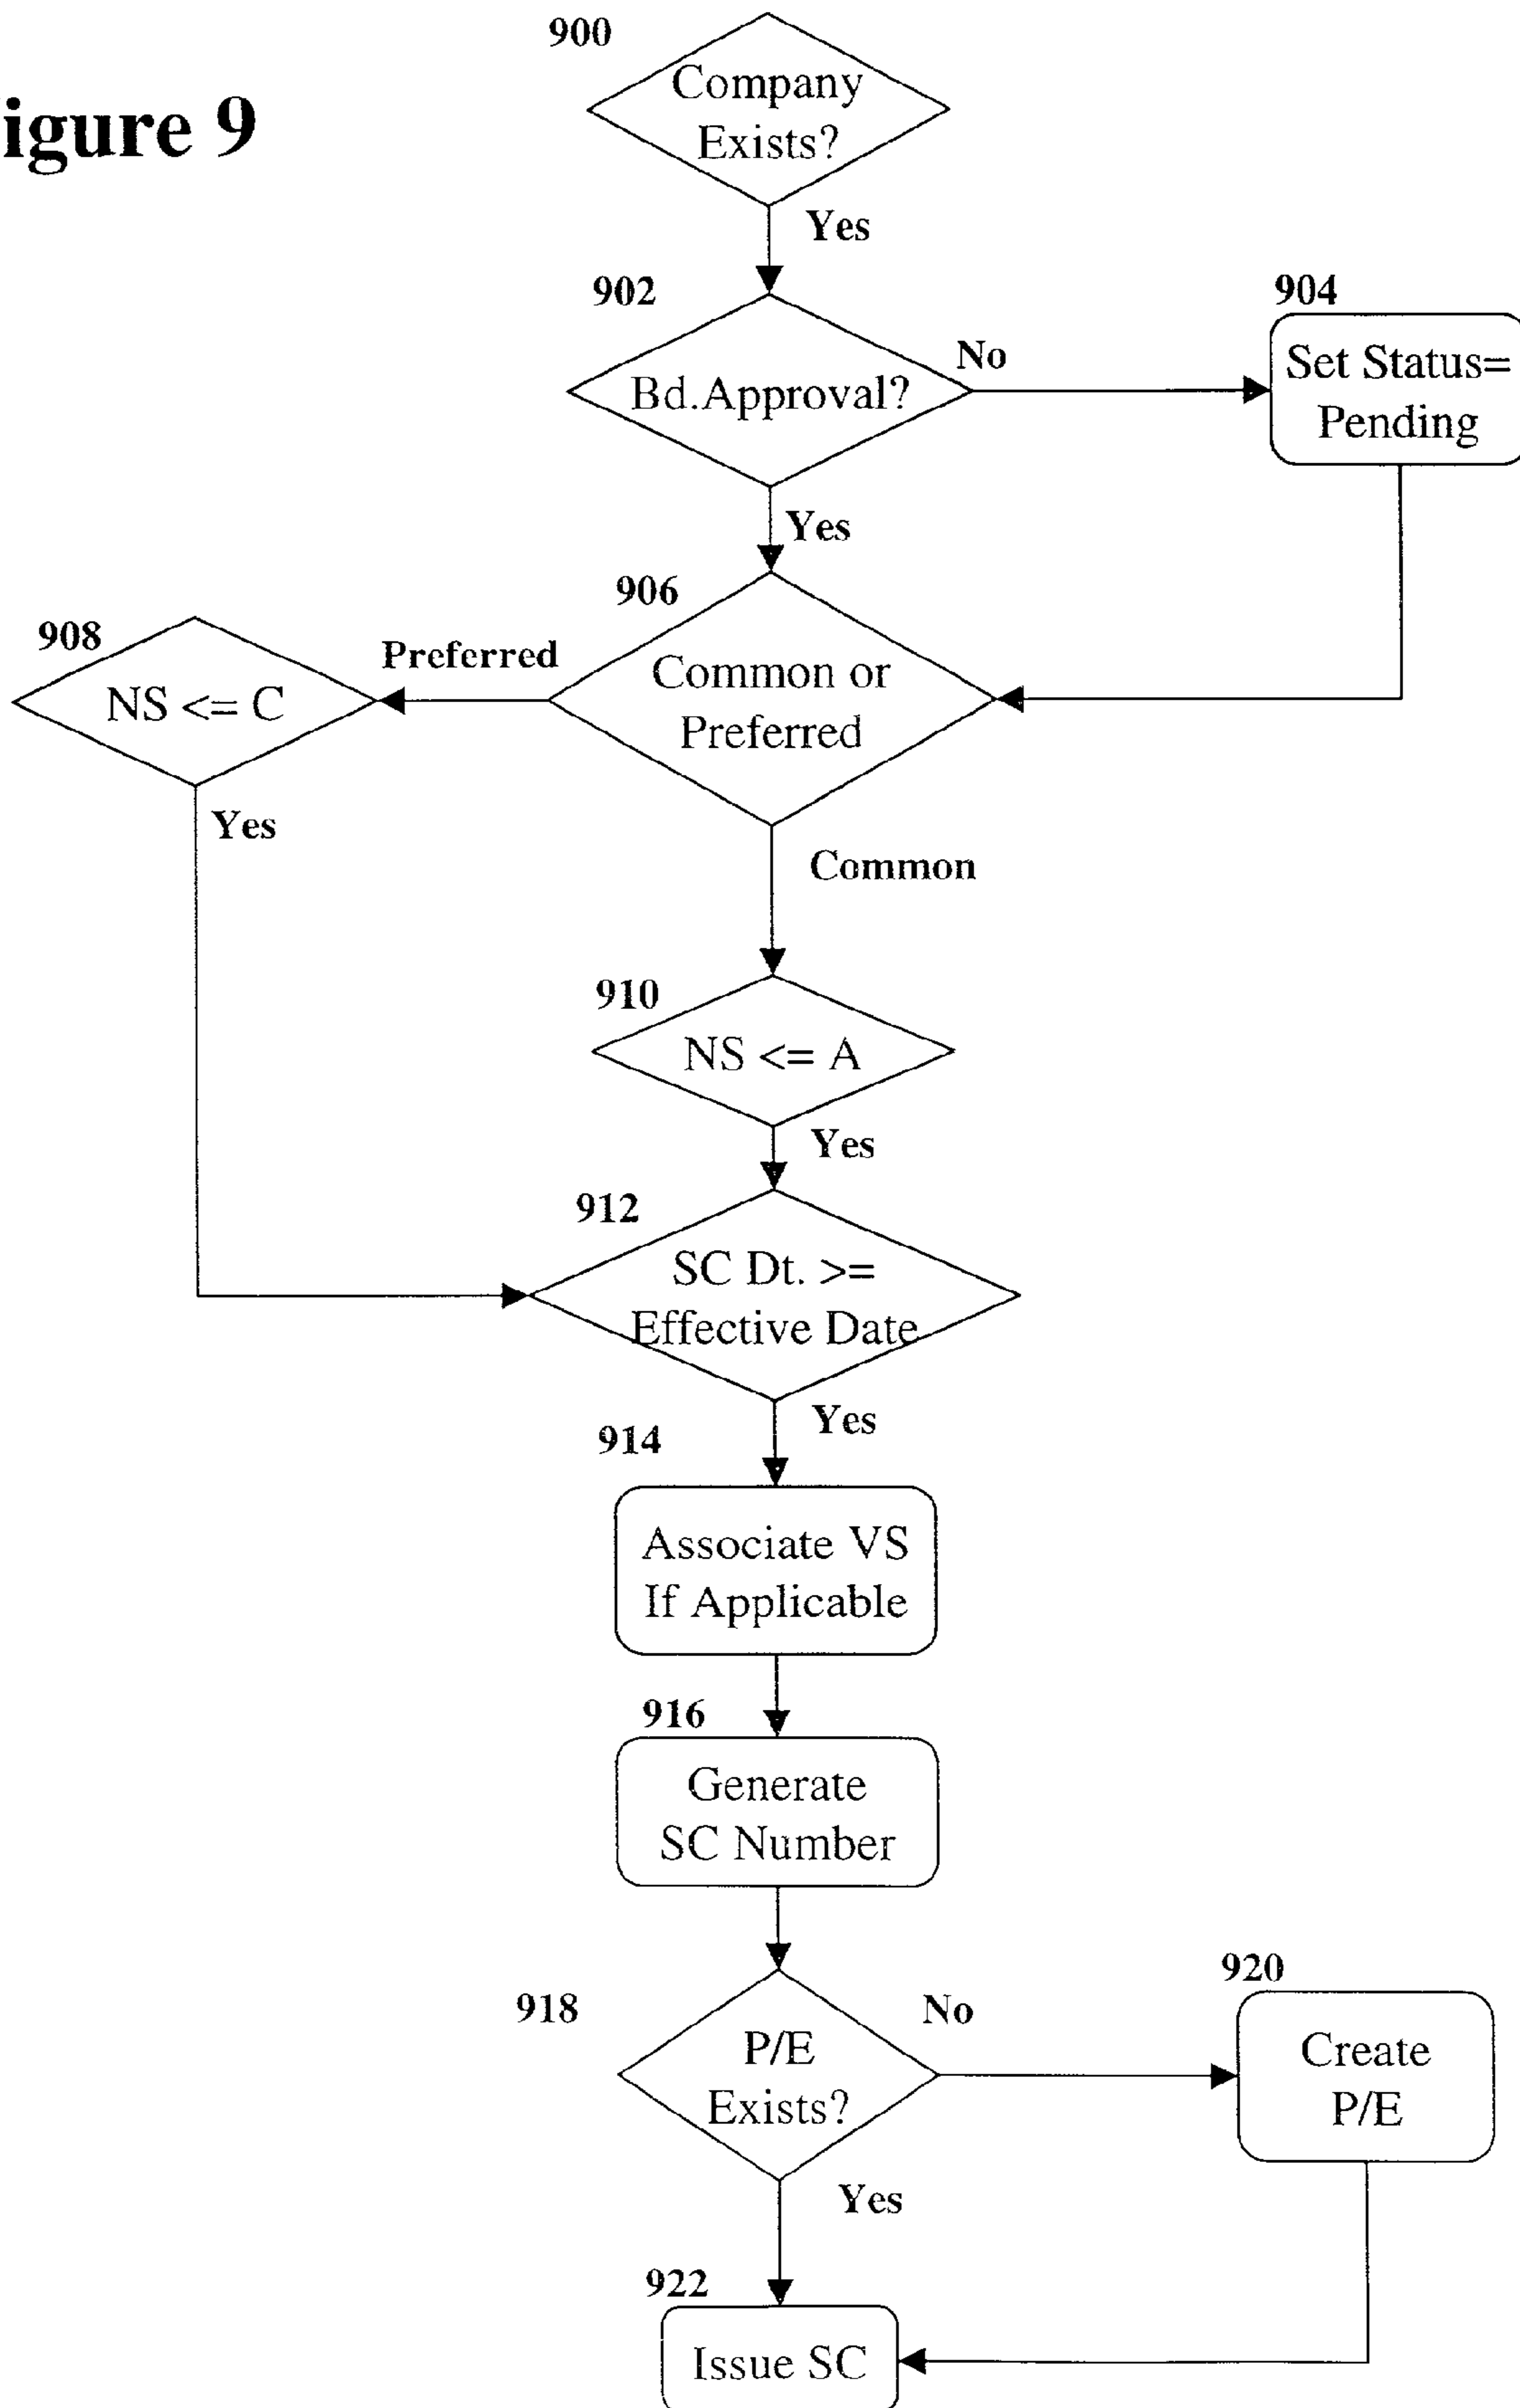 igure 9
900
Company
Exists?
Yes
902
Bd.Approval?
No
904
Set Status=
Pending
Yes
906
Common or
Preferred
Preferred
908
NS <= C
Yes
Common
910
NS <= A
Yes
912
SC Dt. >=
Effective Date
Yes
914
Associate VS
If Applicable
916
Generate
SC Number
918
P/E
Exists?
No
920
Create
P/E
Yes
922
Issue SC